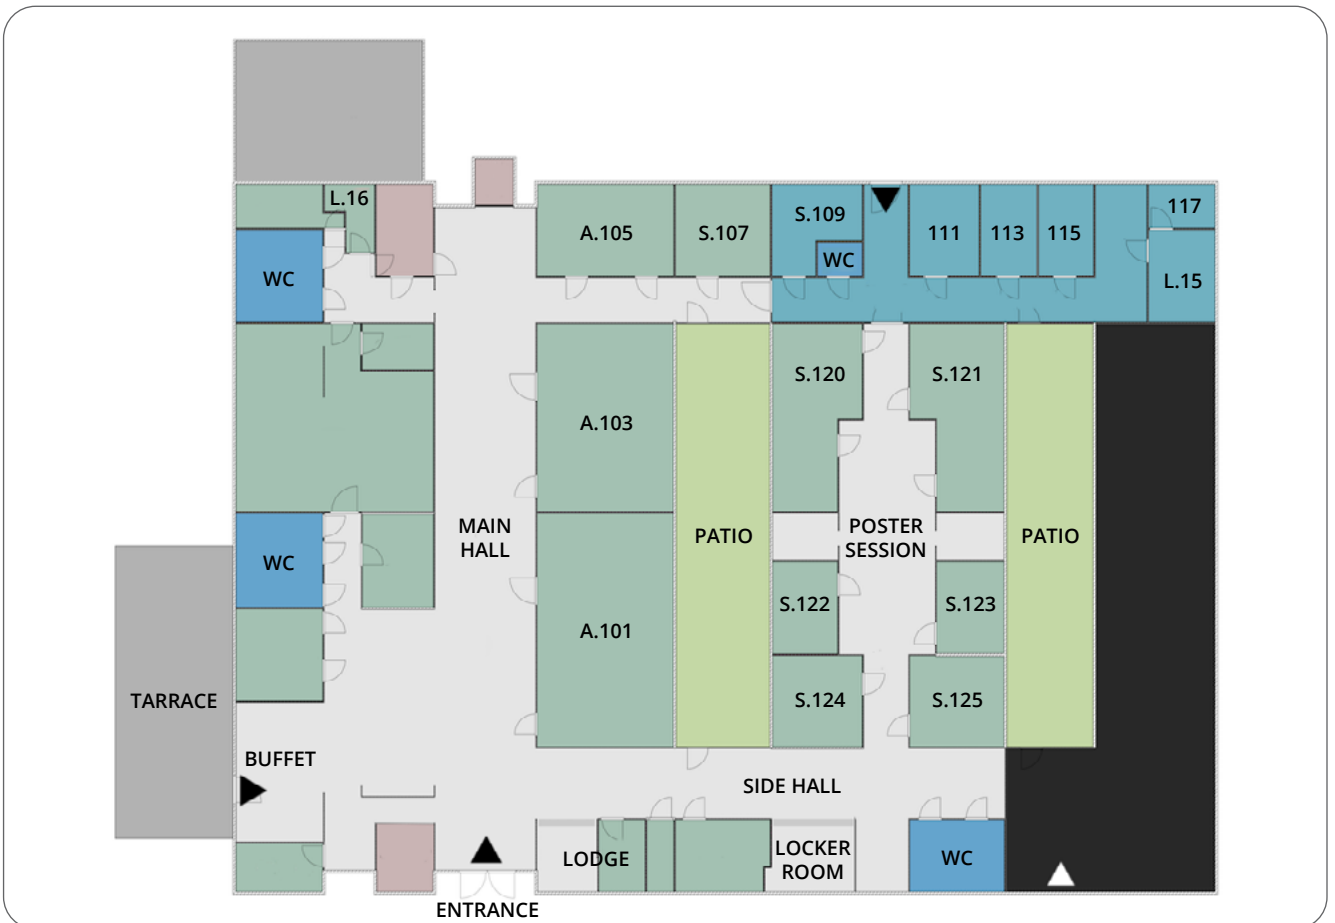 L.16
117
S.109
A.105
S.107
111
113
115
WC
WC
L.15
S.120
S.121
A.103
MAIN
HALL
PATIO
POSTER
SESSION
PATIO
WC
S.122
S.123
A.101
TARRACE
S.124
S.125
BUFFET
SIDE HALL
LODGE
LOCKER
ROOM
WC
ENTRANCE